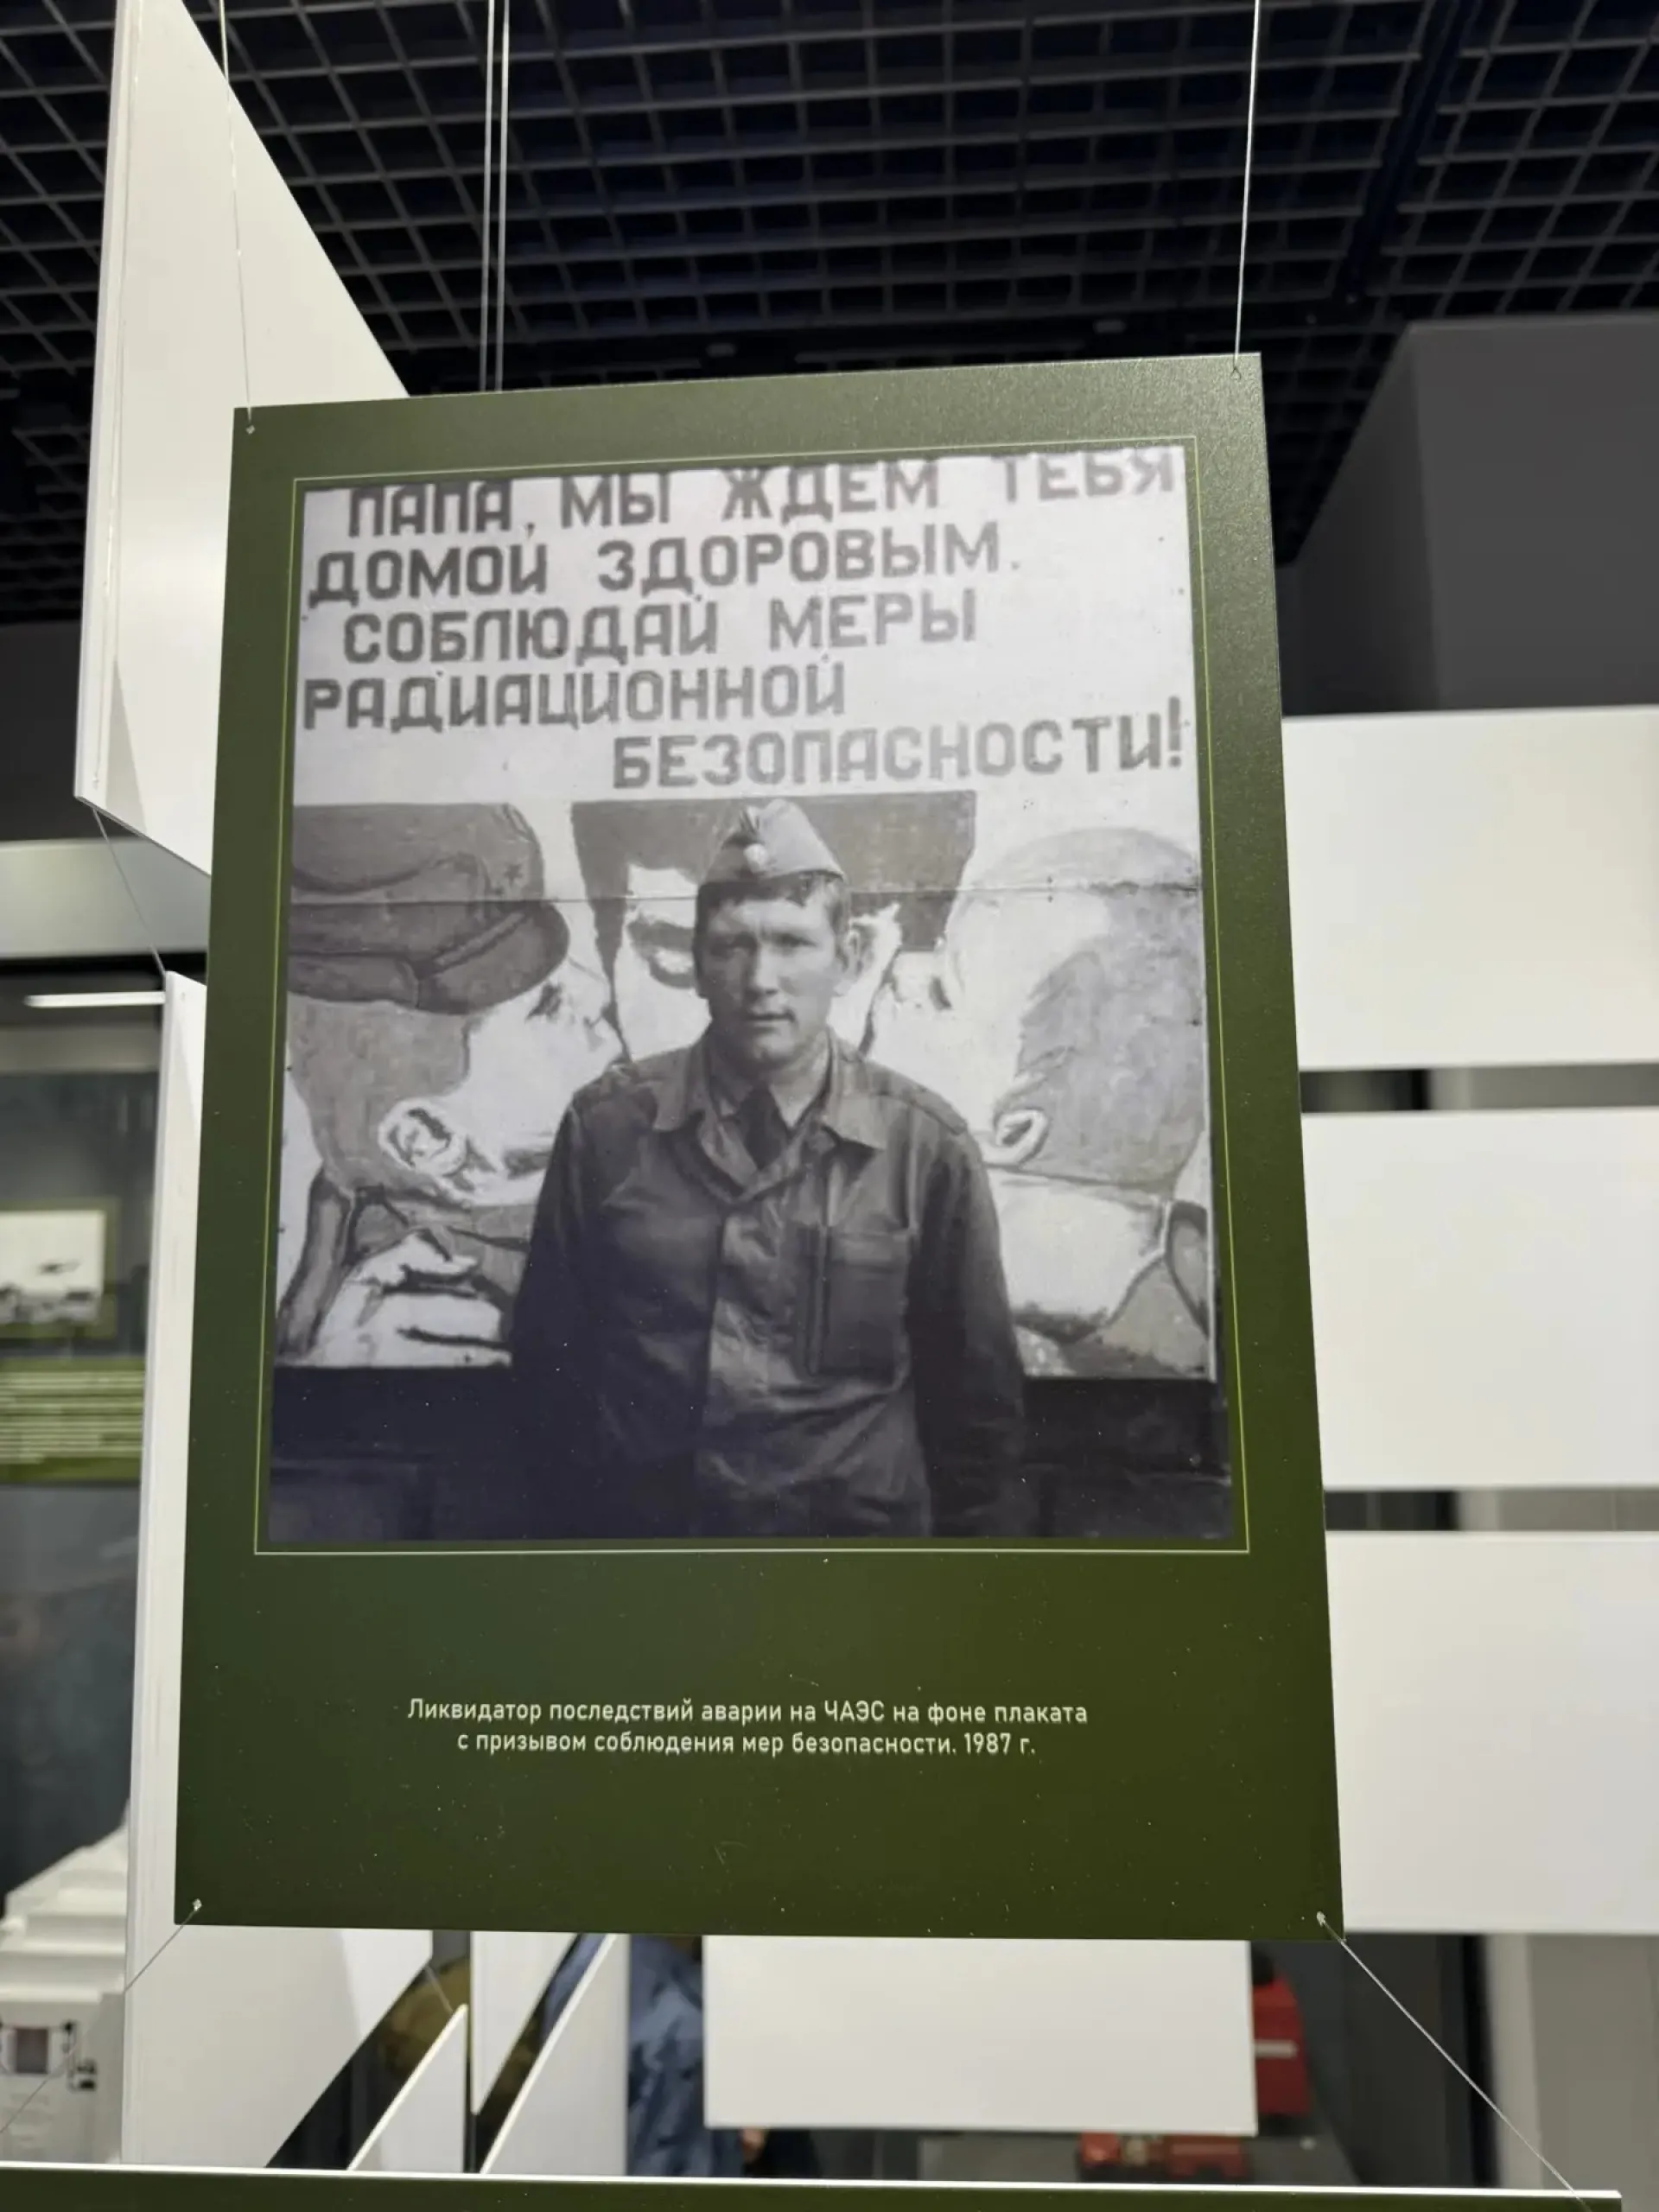 ПАПА, МЫ ЖДЕМ ТЕБЯ
ДОМОЙ ЗДОРОВЫМ.
СОБЛЮДАЙ МЕРЫ
РАДИАЦИОННОЙ
БЕЗОПАСНОСТИ!
Ликвидатор последствий аварии на ЧАЭС на фоне плаката
с призывом соблюдения мер безопасности. 1987 г.